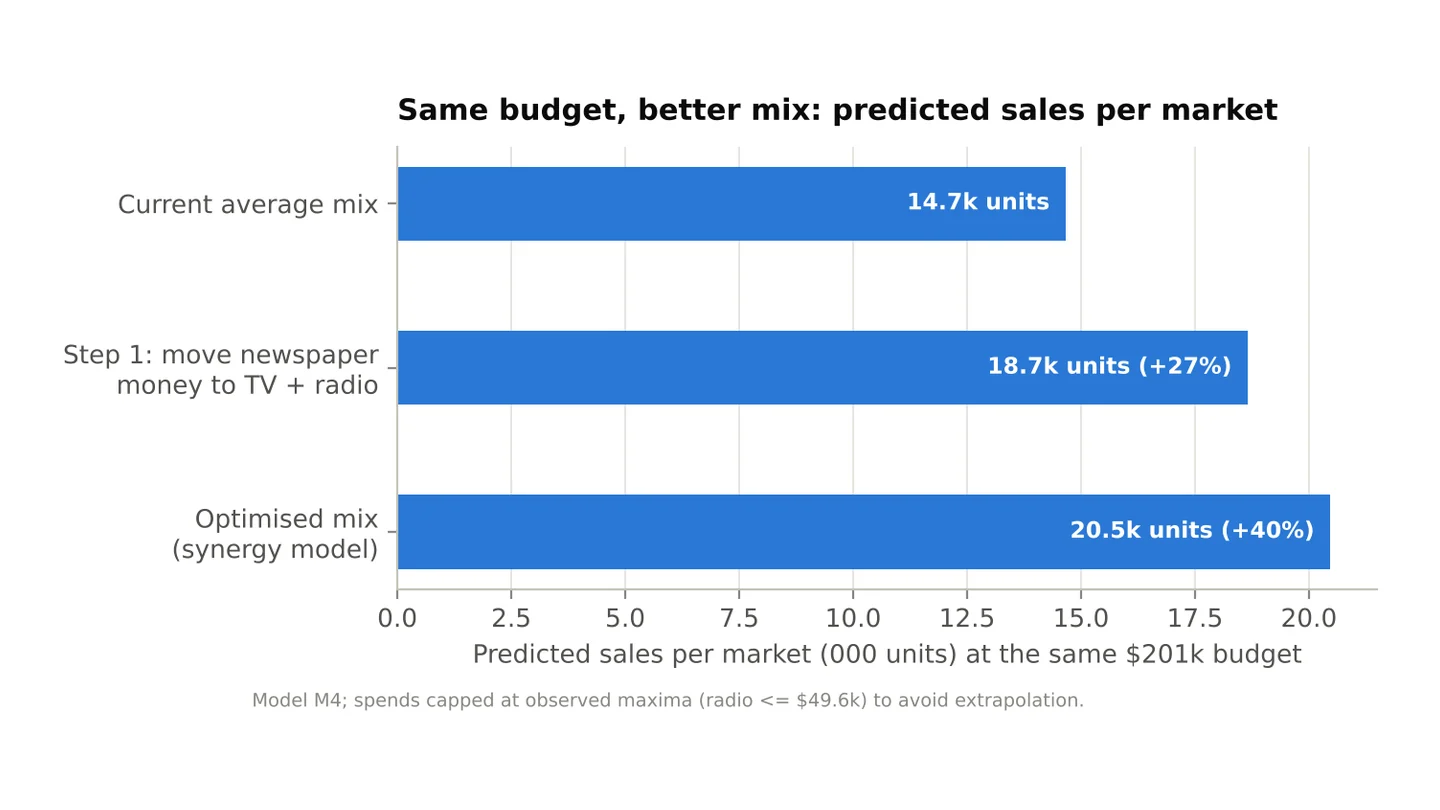 Same budget, better mix: predicted sales per market
Current average mix
14.7k units
Step 1: move newspaper
money to TV + radio
18.7k units (+27%)
Optimised mix
(synergy model)
20.5k units (+40%)
0.0 2.5 5.0 7.5 10.0 12.5 15.0 17.5 20.0
Predicted sales per market (000 units) at the same $201k budget
Model M4; spends capped at observed maxima (radio <= $49.6k) to avoid extrapolation.